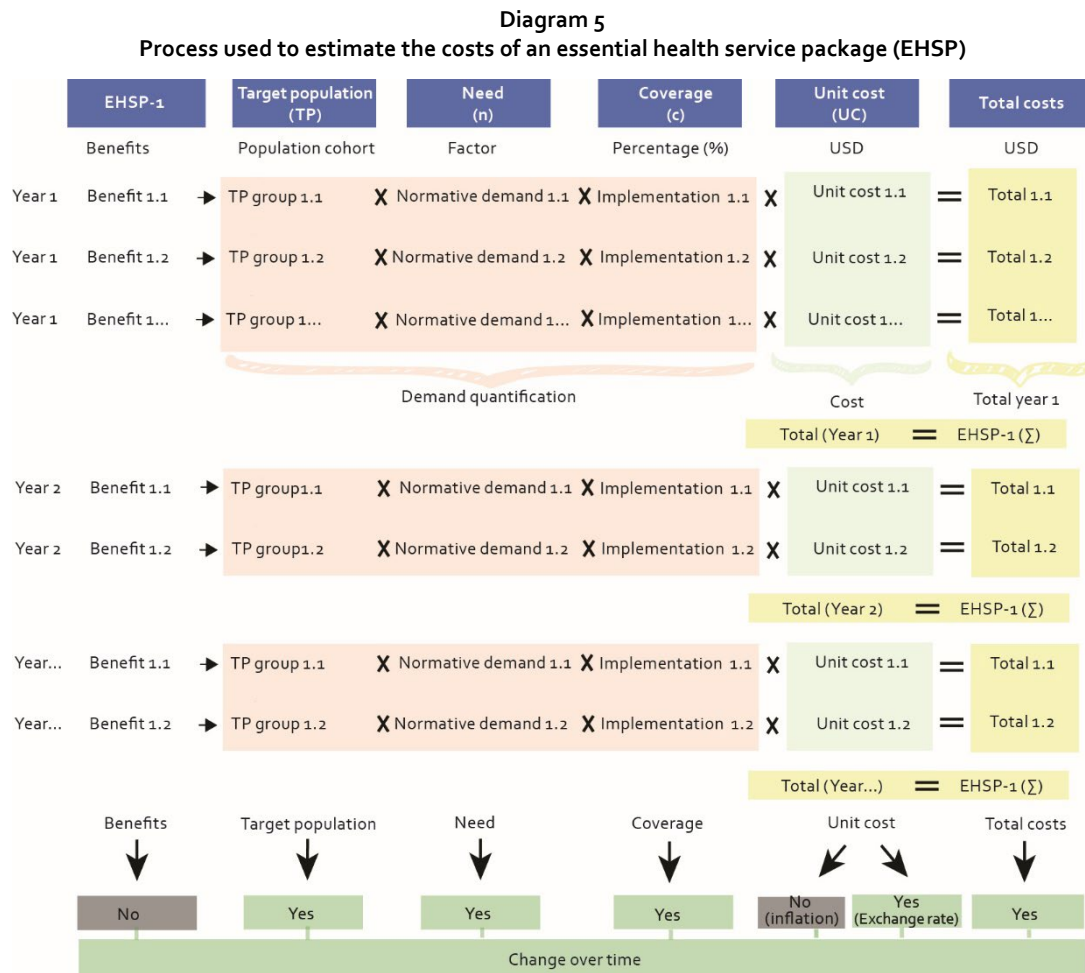 Diagram 5
Process used to estimate the costs of an essential health service package (EHSP)
EHSP-1 Target population (TP) Need (n) Coverage (c) Unit cost (UC) Total costs
Benefits Population cohort Factor Percentage (%) USD USD
Year 1 Benefit 1.1 → TP group 1.1 X Normative demand 1.1 X Implementation 1.1 X Unit cost 1.1 = Total 1.1
Year 1 Benefit 1.2 → TP group 1.2 X Normative demand 1.2 X Implementation 1.2 X Unit cost 1.2 = Total 1.2
Year 1 Benefit 1... → TP group 1... X Normative demand 1... X Implementation 1... X Unit cost 1... = Total 1...
Demand quantification Cost Total year 1
Total (Year 1) = EHSP-1 (∑)
Year 2 Benefit 1.1 → TP group1.1 X Normative demand 1.1 X Implementation 1.1 X Unit cost 1.1 = Total 1.1
Year 2 Benefit 1.2 → TP group1.2 X Normative demand 1.2 X Implementation 1.2 X Unit cost 1.2 = Total 1.2
Total (Year 2) = EHSP-1 (∑)
Year... Benefit 1.1 → TP group 1.1 X Normative demand 1.1 X Implementation 1.1 X Unit cost 1.1 = Total 1.1
Year... Benefit 1.2 → TP group 1.2 X Normative demand 1.2 X Implementation 1.2 X Unit cost 1.2 = Total 1.2
Total (Year...) = EHSP-1 (∑)
Benefits Target population Need Coverage Unit cost Total costs
No Yes Yes Yes No (inflation) Yes (Exchange rate) Yes
Change over time